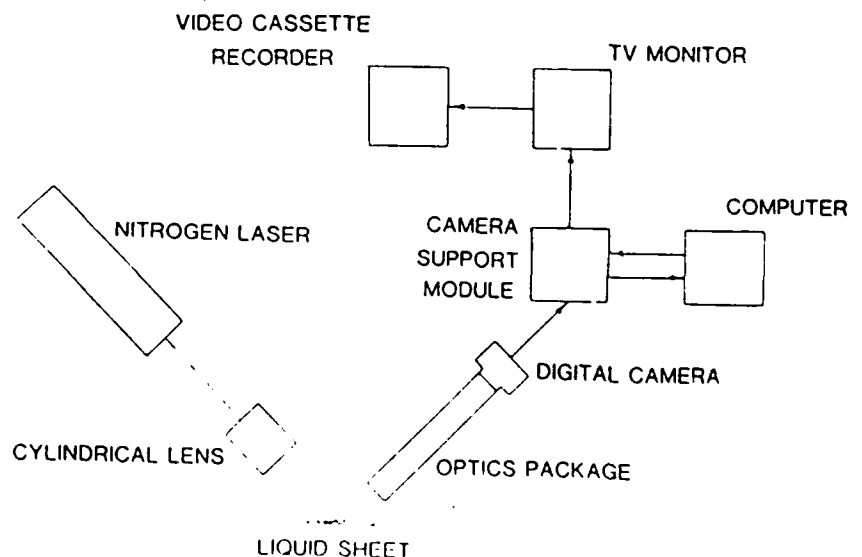 VIDEO CASSETTE
RECORDER
TV MONITOR
NITROGEN LASER
CAMERA
SUPPORT
MODULE
COMPUTER
DIGITAL CAMERA
CYLINDRICAL LENS
OPTICS PACKAGE
LIQUID SHEET